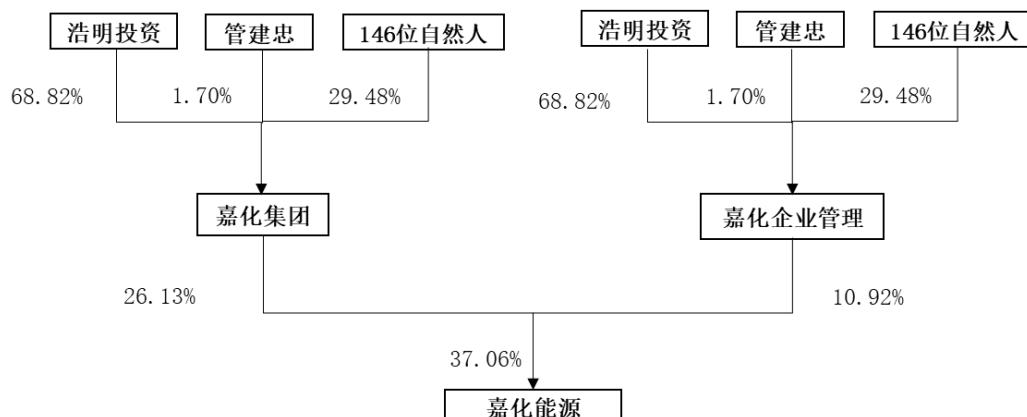 浩明投资 管建忠 146位自然人 浩明投资 管建忠 146位自然人
68.82% 1.70% 29.48% 68.82% 1.70% 29.48%
嘉化集团 嘉化企业管理
26.13% 10.92%
37.06%
嘉化能源